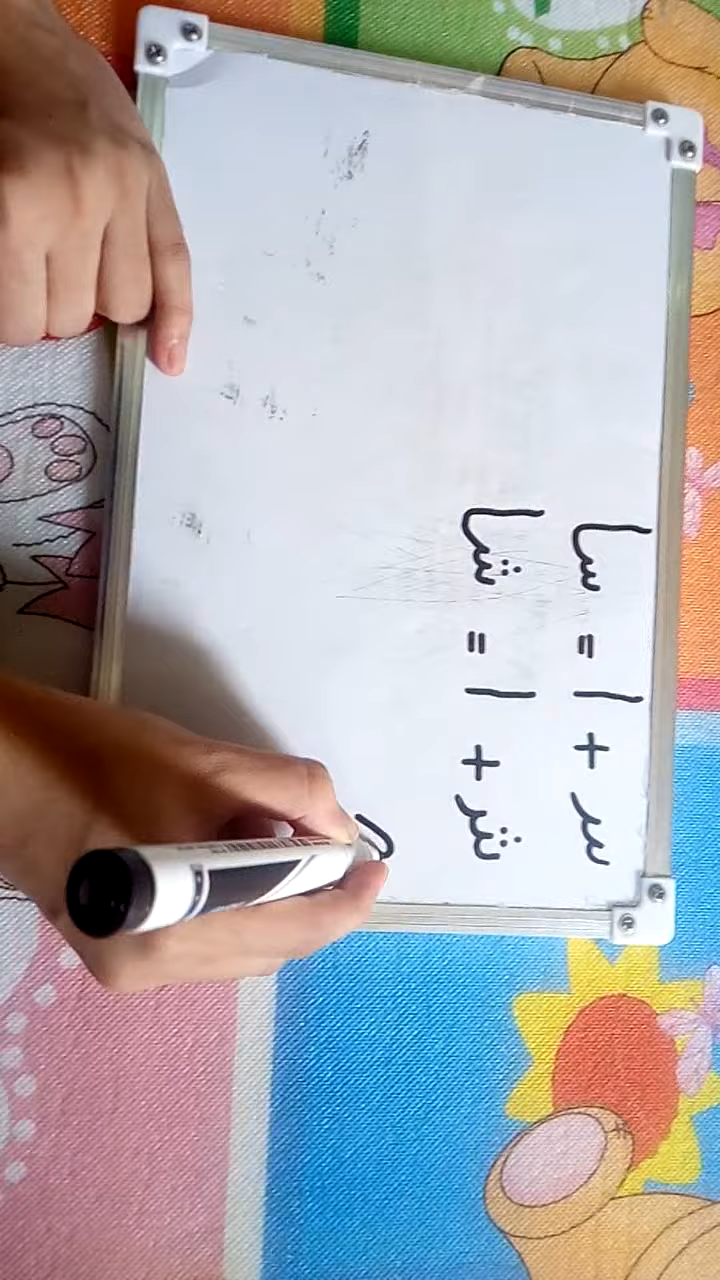 سـ + ا = سا
شـ + ا = شا